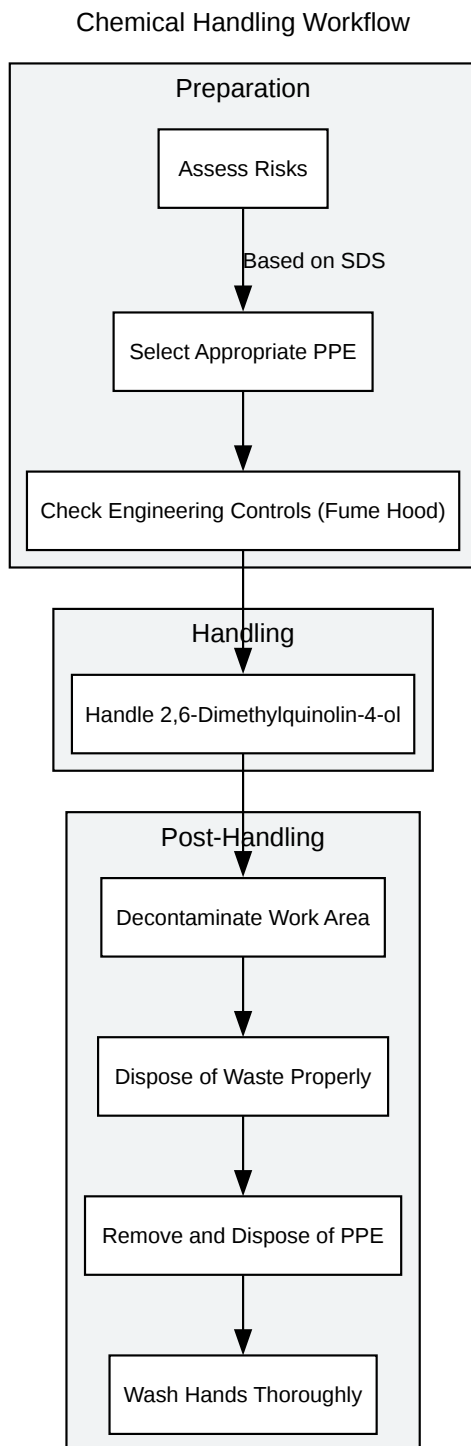 Chemical Handling Workflow
Preparation
Assess Risks
Based on SDS
Select Appropriate PPE
Check Engineering Controls (Fume Hood)
Handling
Handle 2,6-Dimethylquinolin-4-ol
Post-Handling
Decontaminate Work Area
Dispose of Waste Properly
Remove and Dispose of PPE
Wash Hands Thoroughly